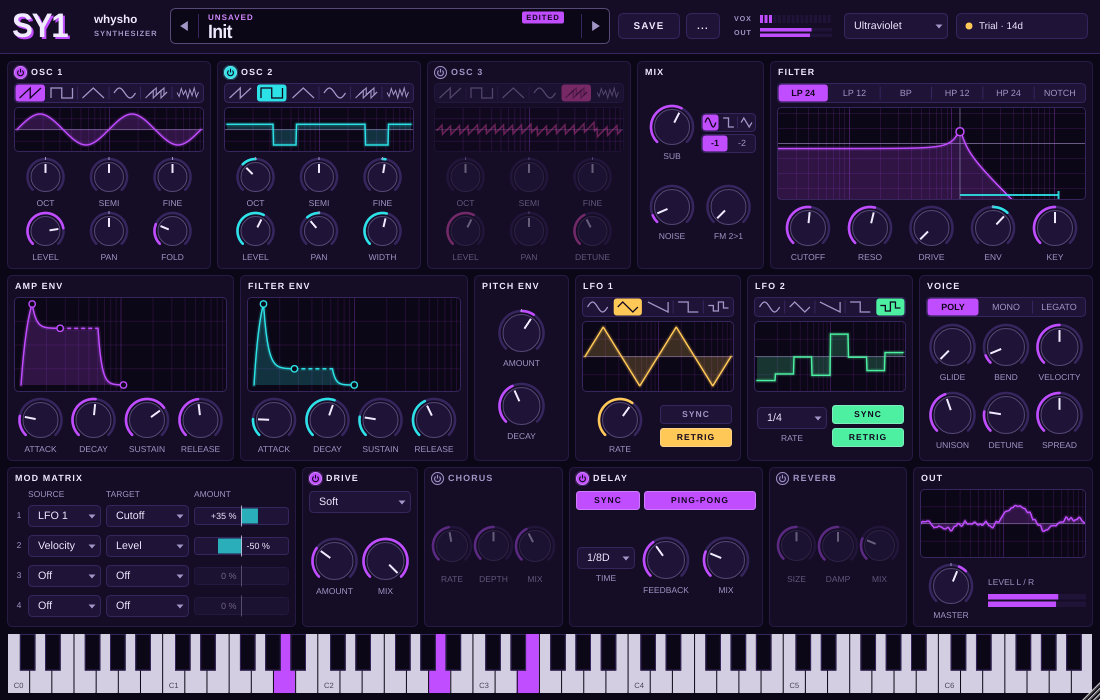 SY1
whysho
SYNTHESIZER
UNSAVED
EDITED
Init
SAVE
...
VOX
OUT
Ultraviolet
Trial · 14d
OSC 1
OSC 2
OSC 3
MIX
FILTER
LP 24 LP 12 BP HP 12 HP 24 NOTCH
-1 -2
SUB
OCT SEMI FINE
OCT SEMI FINE
OCT SEMI FINE
LEVEL PAN FOLD
LEVEL PAN WIDTH
LEVEL PAN DETUNE
NOISE FM 2>1
CUTOFF RESO DRIVE ENV KEY
AMP ENV
FILTER ENV
PITCH ENV
LFO 1
LFO 2
VOICE
POLY MONO LEGATO
AMOUNT
GLIDE BEND VELOCITY
ATTACK DECAY SUSTAIN RELEASE
ATTACK DECAY SUSTAIN RELEASE
DECAY
RATE
SYNC
RETRIG
1/4
RATE
SYNC
RETRIG
UNISON DETUNE SPREAD
MOD MATRIX
SOURCE TARGET AMOUNT
1 LFO 1 Cutoff +35 %
2 Velocity Level -50 %
3 Off Off 0 %
4 Off Off 0 %
DRIVE
Soft
AMOUNT MIX
CHORUS
RATE DEPTH MIX
DELAY
SYNC PING-PONG
1/8D
TIME FEEDBACK MIX
REVERB
SIZE DAMP MIX
OUT
LEVEL L / R
MASTER
C0 C1 C2 C3 C4 C5 C6